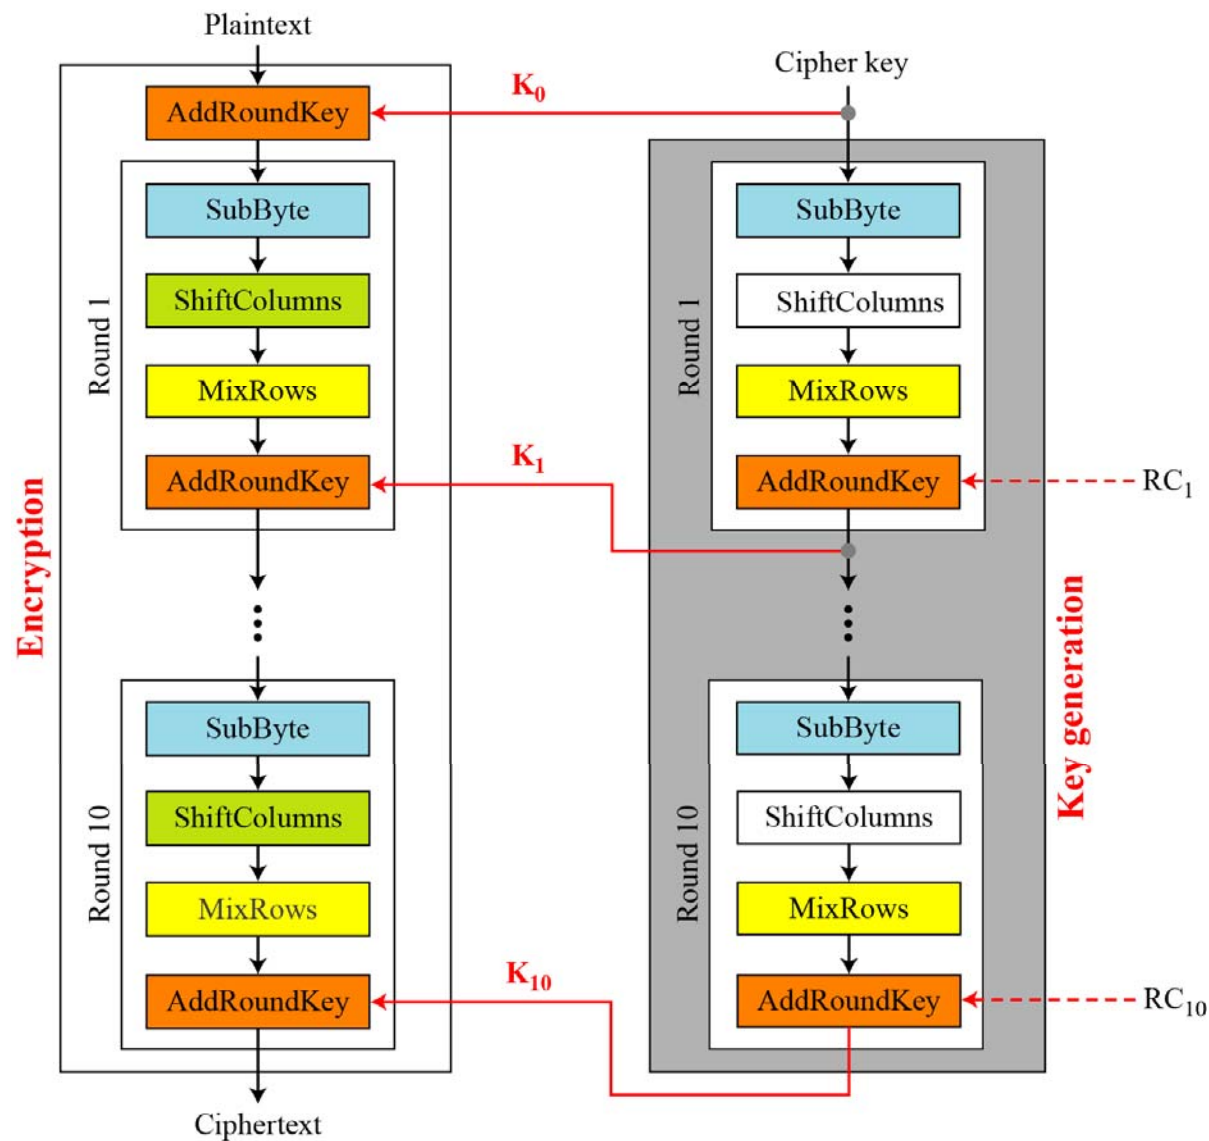 Plaintext
Cipher key
AddRoundKey
K0
Round 1
SubByte
ShiftColumns
MixRows
AddRoundKey
K1
Round 1
SubByte
ShiftColumns
MixRows
AddRoundKey
RC1
Encryption
Key generation
Round 10
SubByte
ShiftColumns
MixRows
AddRoundKey
K10
Round 10
SubByte
ShiftColumns
MixRows
AddRoundKey
RC10
Ciphertext